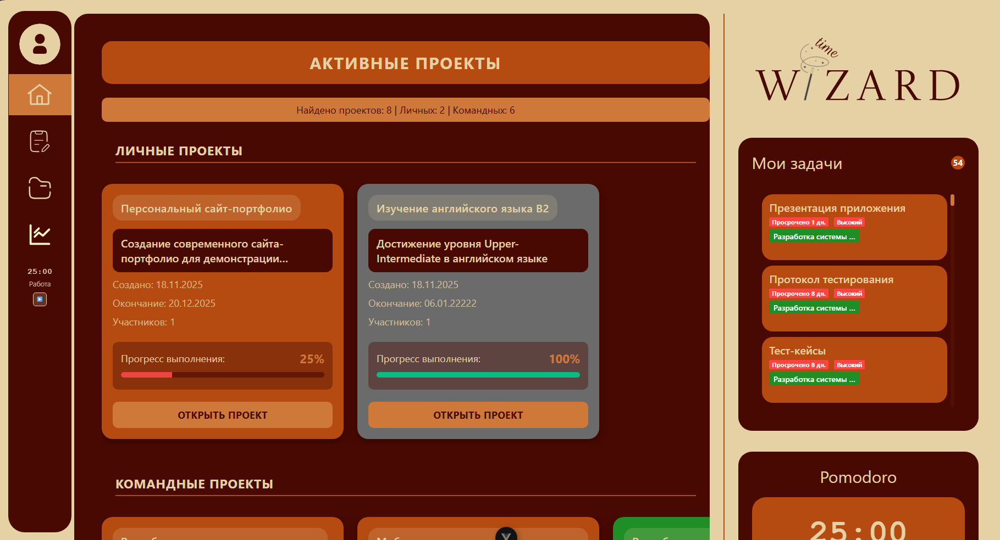 25:00
Работа
АКТИВНЫЕ ПРОЕКТЫ
Найдено проектов: 8 | Личных: 2 | Командных: 6
ЛИЧНЫЕ ПРОЕКТЫ
Персональный сайт-портфолио
Создание современного сайта-
портфолио для демонстрации...
Создано: 18.11.2025
Окончание: 20.12.2025
Участников: 1
Прогресс выполнения: 25%
ОТКРЫТЬ ПРОЕКТ
Изучение английского языка B2
Достижение уровня Upper-
Intermediate в английском языке
Создано: 18.11.2025
Окончание: 06.01.22222
Участников: 1
Прогресс выполнения: 100%
ОТКРЫТЬ ПРОЕКТ
КОМАНДНЫЕ ПРОЕКТЫ
time
WIZARD
Мои задачи
54
Презентация приложения
Просрочено 1 дн. Высокий
Разработка системы ...
Протокол тестирования
Просрочено 8 дн. Высокий
Разработка системы ...
Тест-кейсы
Просрочено 8 дн. Высокий
Разработка системы ...
Pomodoro
25:00